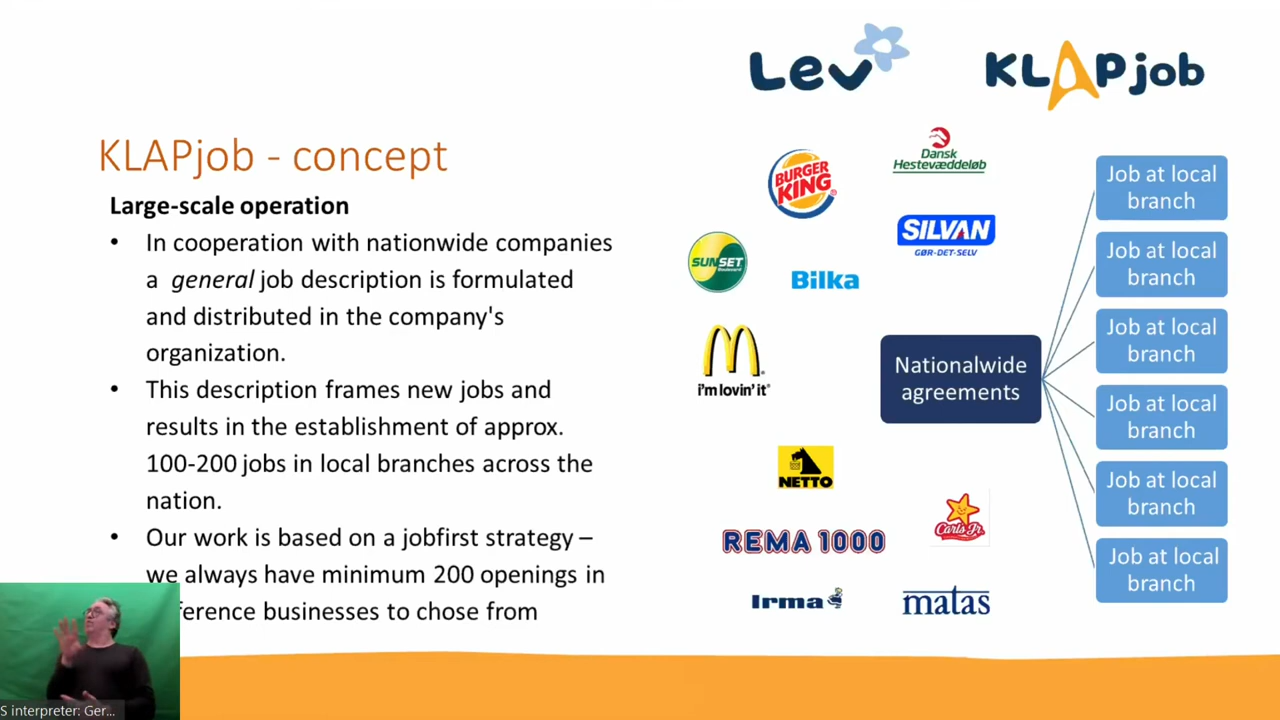 Lev
KLAPjob
KLAPjob - concept
Large-scale operation
• In cooperation with nationwide companies
a general job description is formulated
and distributed in the company's
organization.
• This description frames new jobs and
results in the establishment of approx.
100-200 jobs in local branches across the
nation.
• Our work is based on a jobfirst strategy –
we always have minimum 200 openings in
ference businesses to chose from
BURGER
KING
Dansk
Hestevæddeløb
SUNSET
Boulevard
SILVAN
GØR-DET-SELV
Bilka
i'm lovin' it
NETTO
Carl's Jr.
REMA 1000
Irma
matas
Nationalwide
agreements
Job at local
branch
Job at local
branch
Job at local
branch
Job at local
branch
Job at local
branch
Job at local
branch
S interpreter: Ger...